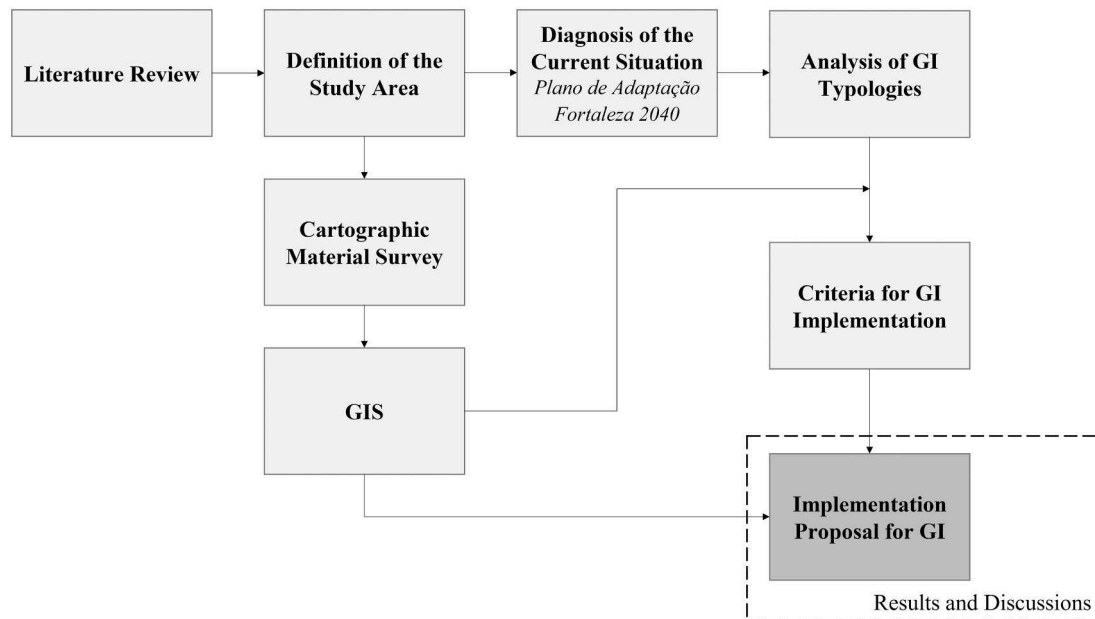 Literature Review
Definition of the
Study Area
Diagnosis of the
Current Situation
Plano de Adaptação
Fortaleza 2040
Analysis of GI
Typologies
Cartographic
Material Survey
GIS
Criteria for GI
Implementation
Implementation
Proposal for GI
Results and Discussions